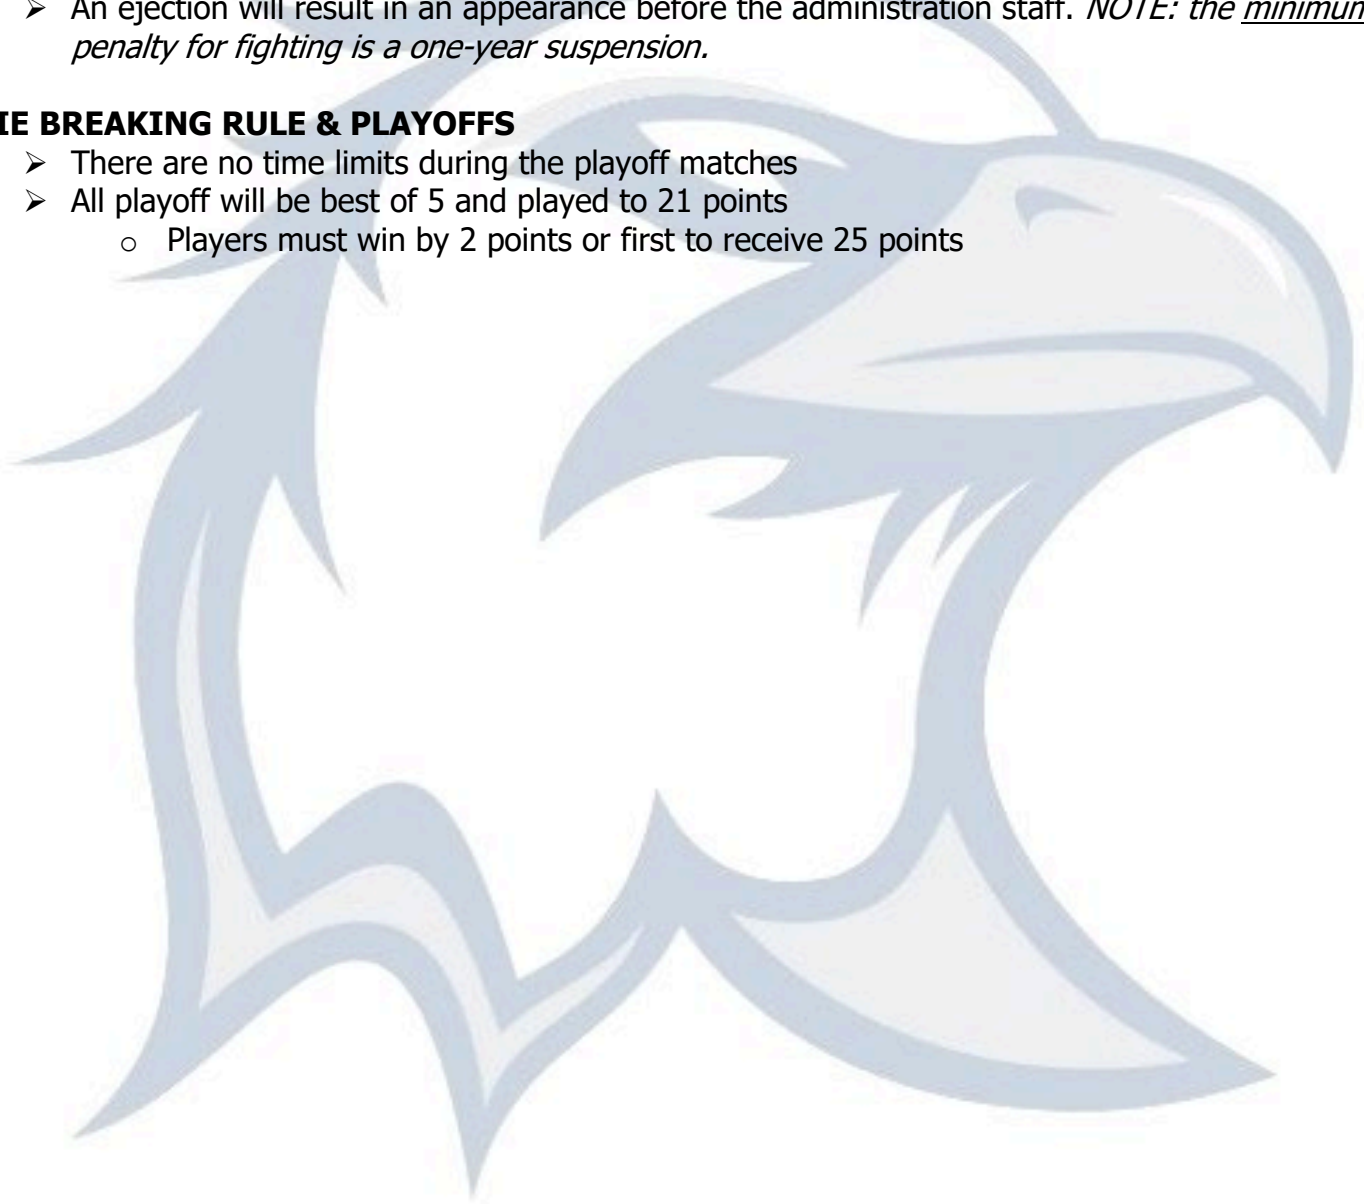 ➢ An ejection will result in an appearance before the administration staff. NOTE: the minimum
penalty for fighting is a one-year suspension.
IE BREAKING RULE & PLAYOFFS
➢ There are no time limits during the playoff matches
➢ All playoff will be best of 5 and played to 21 points
o Players must win by 2 points or first to receive 25 points